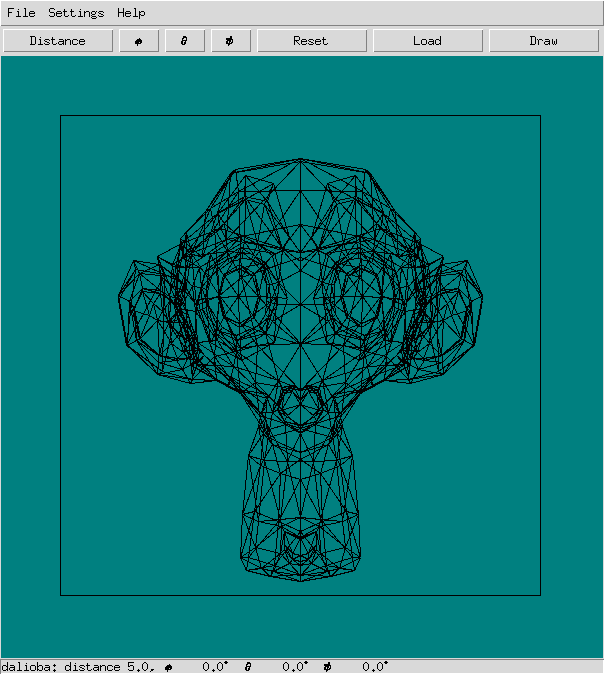 File Settings Help
Distance φ θ ψ Reset Load Draw
dalioba: distance 5.0, φ 0.0° θ 0.0° ψ 0.0°